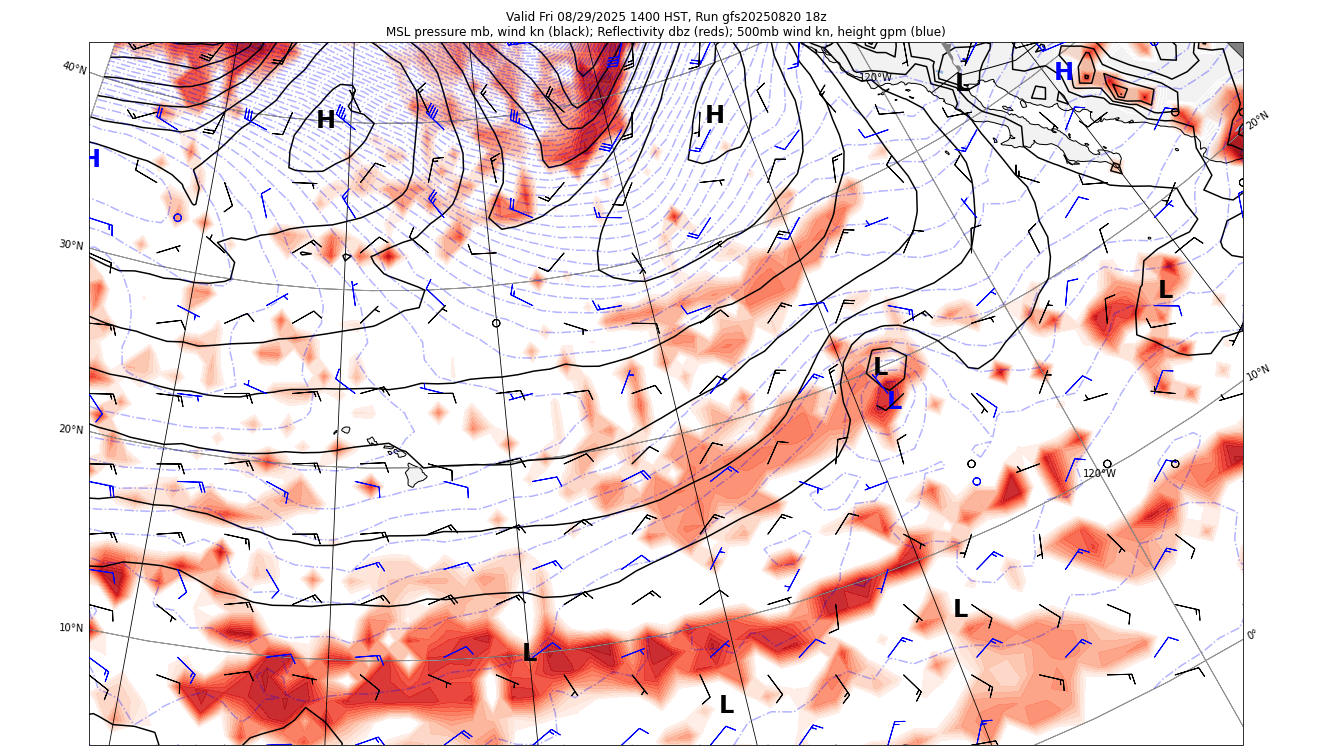 Valid Fri 08/29/2025 1400 HST, Run gfs20250820 18z
MSL pressure mb, wind kn (black); Reflectivity dbz (reds); 500mb wind kn, height gpm (blue)
40°N
120°W
H
L
20°N
H
H
H
30°N
L
10°N
L
L
20°N
120°W
10°N
L
0°
L
L